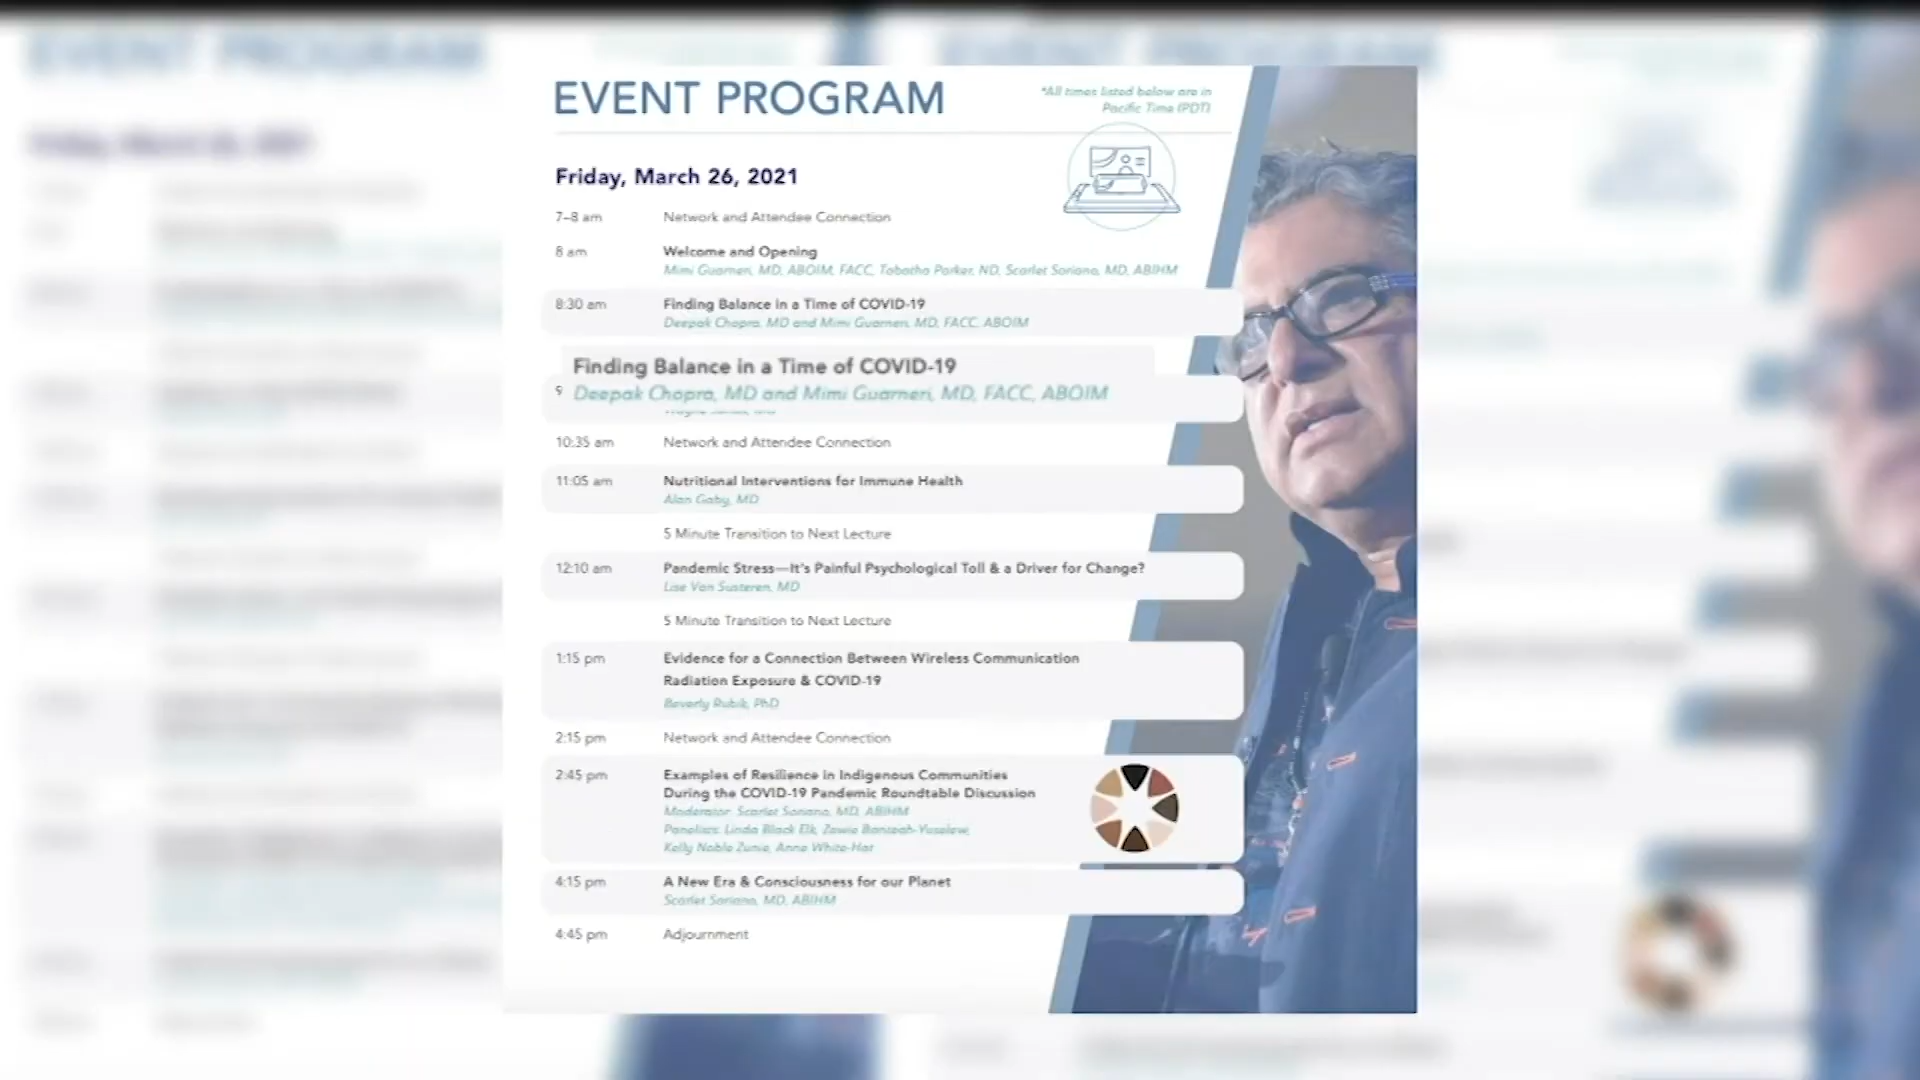 EVENT PROGRAM
*All times listed below are in
Pacific Time (PDT)
Friday, March 26, 2021
7–8 am Network and Attendee Connection
8 am Welcome and Opening
Mimi Guarneri, MD, ABOIM, FACC, Tabatha Parker, ND, Scarlet Soriano, MD, ABIHM
8:30 am Finding Balance in a Time of COVID-19
Deepak Chopra, MD and Mimi Guarneri, MD, FACC, ABOIM
Finding Balance in a Time of COVID-19
9 Deepak Chopra, MD and Mimi Guarneri, MD, FACC, ABOIM
10:35 am Network and Attendee Connection
11:05 am Nutritional Interventions for Immune Health
Alan Gaby, MD
5 Minute Transition to Next Lecture
12:10 am Pandemic Stress—It's Painful Psychological Toll & a Driver for Change?
Lise Van Susteren, MD
5 Minute Transition to Next Lecture
1:15 pm Evidence for a Connection Between Wireless Communication
Radiation Exposure & COVID-19
Beverly Rubik, PhD
2:15 pm Network and Attendee Connection
2:45 pm Examples of Resilience in Indigenous Communities
During the COVID-19 Pandemic Roundtable Discussion
Moderator: Scarlet Soriano, MD, ABIHM
Panelists: Linda Black Elk,
Kelly Noble Zunie, Anne White-Hat
4:15 pm A New Era & Consciousness for our Planet
Scarlet Soriano, MD, ABIHM
4:45 pm Adjournment